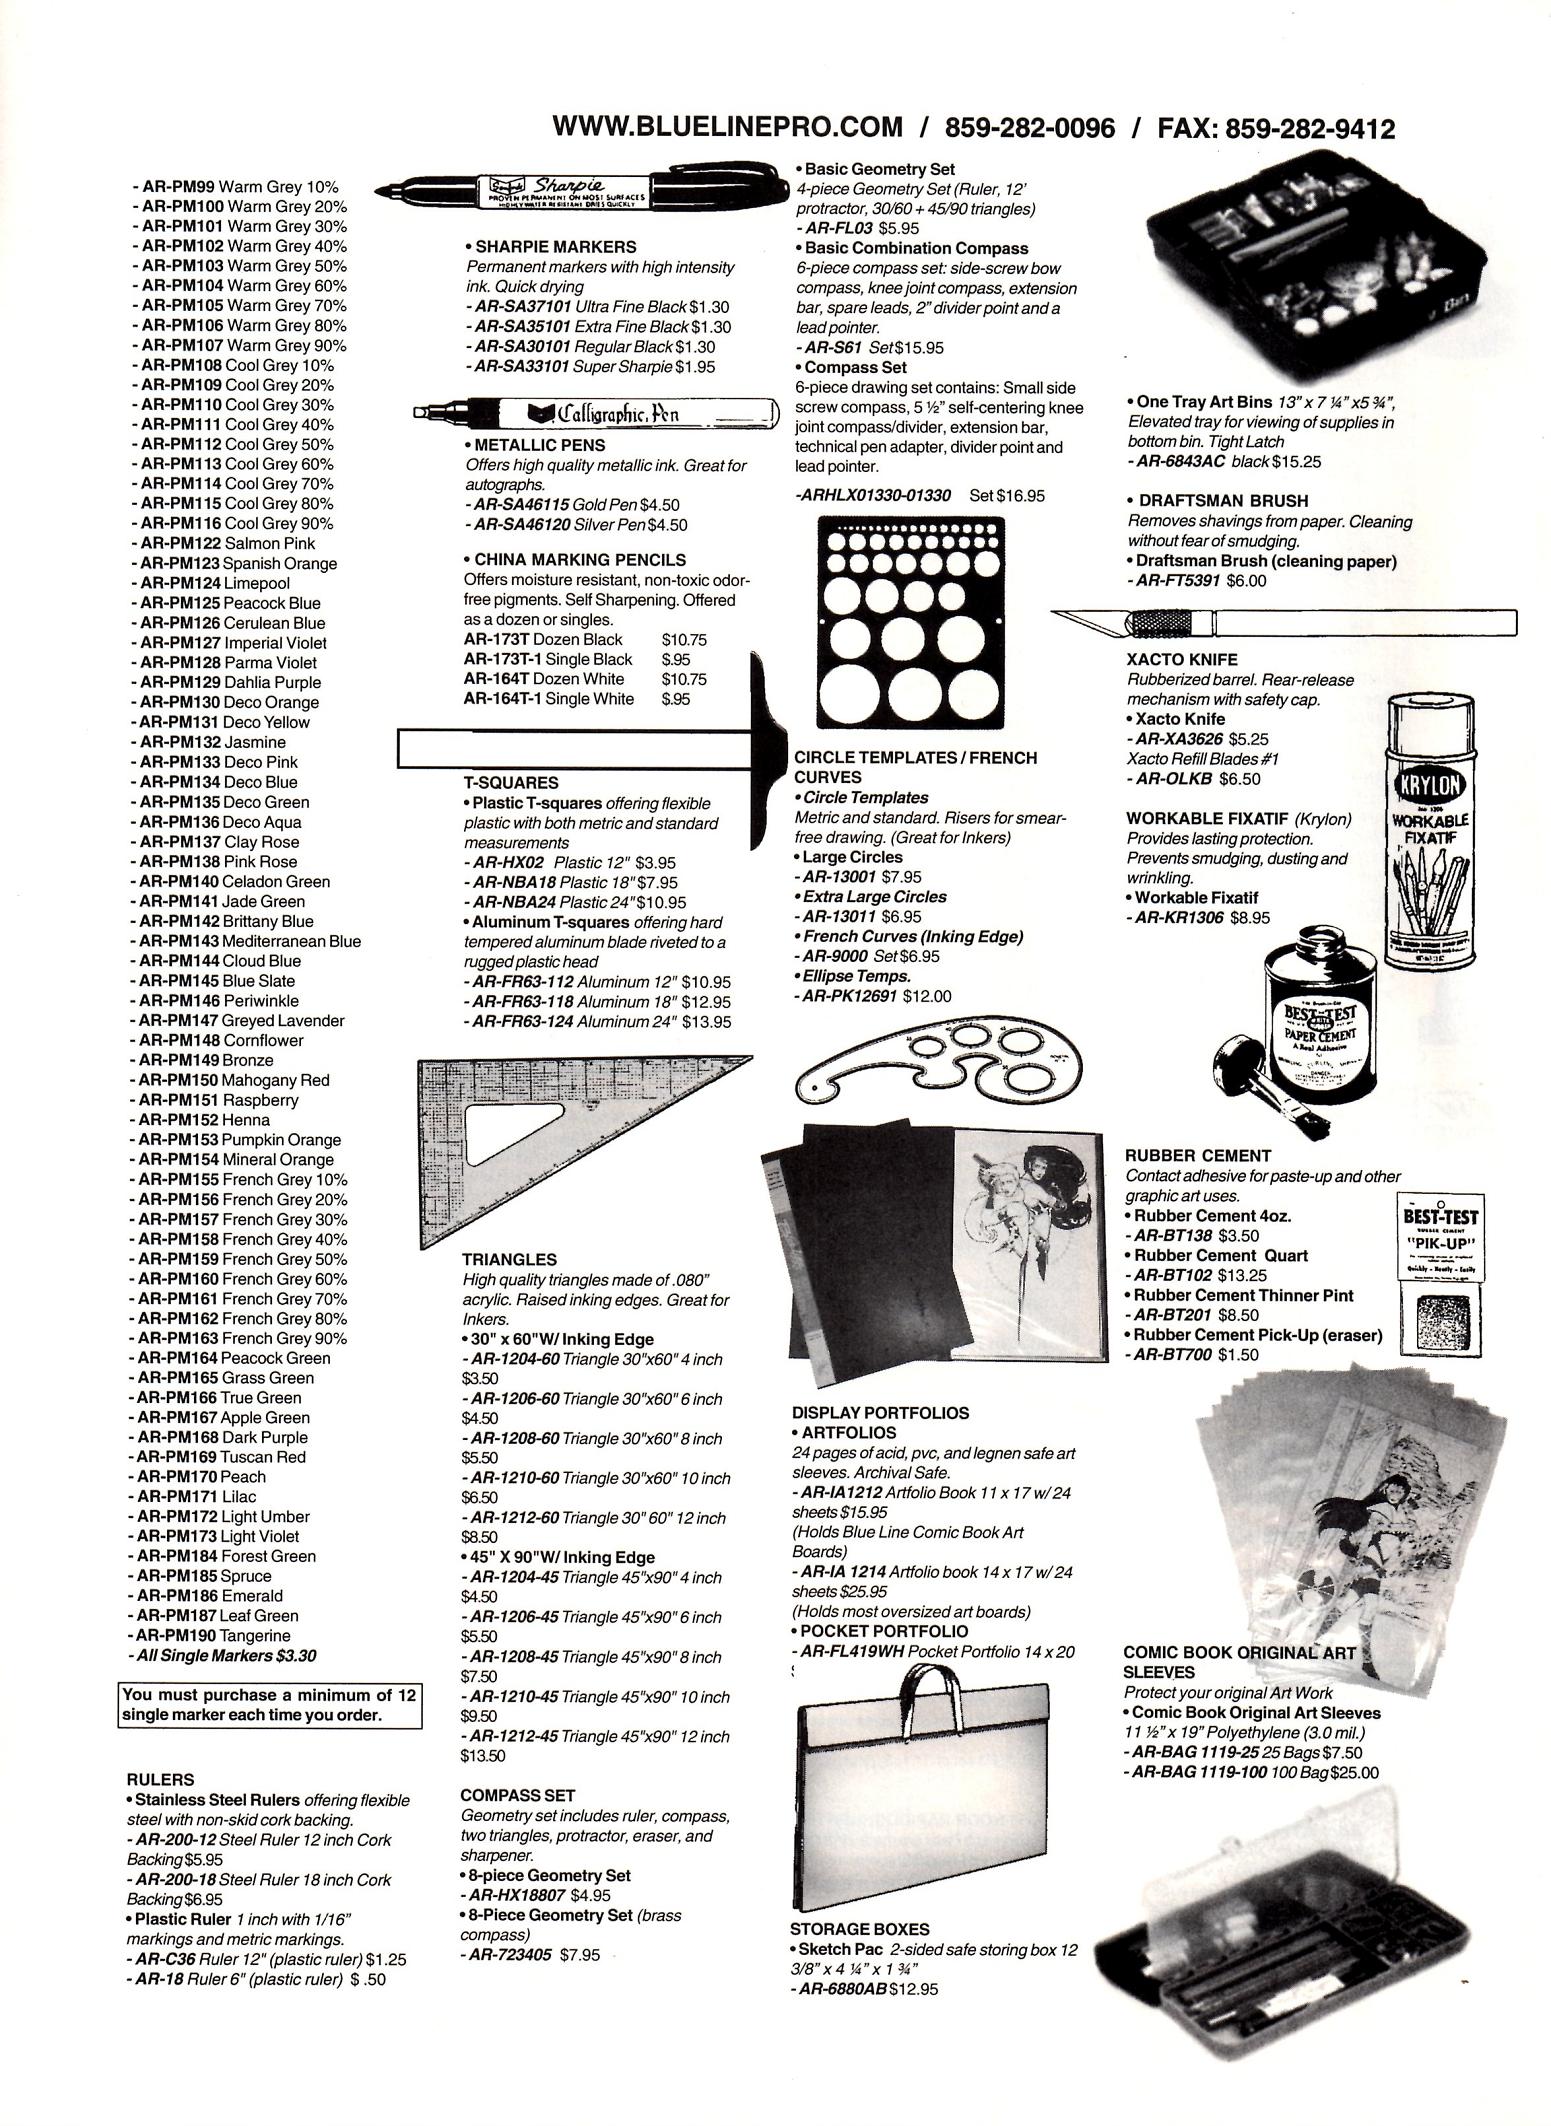 WWW.BLUELINEPRO.COM / 859-282-0096 / FAX: 859-282-9412
- AR-PM99 Warm Grey 10%
- AR-PM100 Warm Grey 20%
- AR-PM101 Warm Grey 30%
- AR-PM102 Warm Grey 40%
- AR-PM103 Warm Grey 50%
- AR-PM104 Warm Grey 60%
- AR-PM105 Warm Grey 70%
- AR-PM106 Warm Grey 80%
- AR-PM107 Warm Grey 90%
- AR-PM108 Cool Grey 10%
- AR-PM109 Cool Grey 20%
- AR-PM110 Cool Grey 30%
- AR-PM111 Cool Grey 40%
- AR-PM112 Cool Grey 50%
- AR-PM113 Cool Grey 60%
- AR-PM114 Cool Grey 70%
- AR-PM115 Cool Grey 80%
- AR-PM116 Cool Grey 90%
- AR-PM122 Salmon Pink
- AR-PM123 Spanish Orange
- AR-PM124 Limepool
- AR-PM125 Peacock Blue
- AR-PM126 Cerulean Blue
- AR-PM127 Imperial Violet
- AR-PM128 Parma Violet
- AR-PM129 Dahlia Purple
- AR-PM130 Deco Orange
- AR-PM131 Deco Yellow
- AR-PM132 Jasmine
- AR-PM133 Deco Pink
- AR-PM134 Deco Blue
- AR-PM135 Deco Green
- AR-PM136 Deco Aqua
- AR-PM137 Clay Rose
- AR-PM138 Pink Rose
- AR-PM140 Celadon Green
- AR-PM141 Jade Green
- AR-PM142 Brittany Blue
- AR-PM143 Mediterranean Blue
- AR-PM144 Cloud Blue
- AR-PM145 Blue Slate
- AR-PM146 Periwinkle
- AR-PM147 Greyed Lavender
- AR-PM148 Cornflower
- AR-PM149 Bronze
- AR-PM150 Mahogany Red
- AR-PM151 Raspberry
- AR-PM152 Henna
- AR-PM153 Pumpkin Orange
- AR-PM154 Mineral Orange
- AR-PM155 French Grey 10%
- AR-PM156 French Grey 20%
- AR-PM157 French Grey 30%
- AR-PM158 French Grey 40%
- AR-PM159 French Grey 50%
- AR-PM160 French Grey 60%
- AR-PM161 French Grey 70%
- AR-PM162 French Grey 80%
- AR-PM163 French Grey 90%
- AR-PM164 Peacock Green
- AR-PM165 Grass Green
- AR-PM166 True Green
- AR-PM167 Apple Green
- AR-PM168 Dark Purple
- AR-PM169 Tuscan Red
- AR-PM170 Peach
- AR-PM171 Lilac
- AR-PM172 Light Umber
- AR-PM173 Light Violet
- AR-PM184 Forest Green
- AR-PM185 Spruce
- AR-PM186 Emerald
- AR-PM187 Leaf Green
- AR-PM190 Tangerine
- All Single Markers $3.30
You must purchase a minimum of 12
single marker each time you order.
RULERS
• Stainless Steel Rulers offering flexible
steel with non-skid cork backing.
- AR-200-12 Steel Ruler 12 inch Cork
Backing $5.95
- AR-200-18 Steel Ruler 18 inch Cork
Backing $6.95
• Plastic Ruler 1 inch with 1/16"
markings and metric markings.
- AR-C36 Ruler 12" (plastic ruler) $1.25
- AR-18 Ruler 6" (plastic ruler) $ .50
Sharpie
PROVEN PERMANENT ON MOST SURFACES
HIGHLY WATER RESISTANT DRIES QUICKLY
• SHARPIE MARKERS
Permanent markers with high intensity
ink. Quick drying
- AR-SA37101 Ultra Fine Black $1.30
- AR-SA35101 Extra Fine Black $1.30
- AR-SA30101 Regular Black $1.30
- AR-SA33101 Super Sharpie $1.95
Calligraphic Pen
• METALLIC PENS
Offers high quality metallic ink. Great for
autographs.
- AR-SA46115 Gold Pen $4.50
- AR-SA46120 Silver Pen $4.50
• CHINA MARKING PENCILS
Offers moisture resistant, non-toxic odor-
free pigments. Self Sharpening. Offered
as a dozen or singles.
AR-173T Dozen Black $10.75
AR-173T-1 Single Black $.95
AR-164T Dozen White $10.75
AR-164T-1 Single White $.95
T-SQUARES
• Plastic T-squares offering flexible
plastic with both metric and standard
measurements
- AR-HX02 Plastic 12" $3.95
- AR-NBA18 Plastic 18" $7.95
- AR-NBA24 Plastic 24" $10.95
• Aluminum T-squares offering hard
tempered aluminum blade riveted to a
rugged plastic head
- AR-FR63-112 Aluminum 12" $10.95
- AR-FR63-118 Aluminum 18" $12.95
- AR-FR63-124 Aluminum 24" $13.95
TRIANGLES
High quality triangles made of .080"
acrylic. Raised inking edges. Great for
Inkers.
• 30" x 60"W/ Inking Edge
- AR-1204-60 Triangle 30"x60" 4 inch
$3.50
- AR-1206-60 Triangle 30"x60" 6 inch
$4.50
- AR-1208-60 Triangle 30"x60" 8 inch
$5.50
- AR-1210-60 Triangle 30"x60" 10 inch
$6.50
- AR-1212-60 Triangle 30" 60" 12 inch
$8.50
• 45" X 90"W/ Inking Edge
- AR-1204-45 Triangle 45"x90" 4 inch
$4.50
- AR-1206-45 Triangle 45"x90" 6 inch
$5.50
- AR-1208-45 Triangle 45"x90" 8 inch
$7.50
- AR-1210-45 Triangle 45"x90" 10 inch
$9.50
- AR-1212-45 Triangle 45"x90" 12 inch
$13.50
COMPASS SET
Geometry set includes ruler, compass,
two triangles, protractor, eraser, and
sharpener.
• 8-piece Geometry Set
- AR-HX18807 $4.95
• 8-Piece Geometry Set (brass
compass)
- AR-723405 $7.95
• Basic Geometry Set
4-piece Geometry Set (Ruler, 12'
protractor, 30/60 + 45/90 triangles)
- AR-FL03 $5.95
• Basic Combination Compass
6-piece compass set: side-screw bow
compass, knee joint compass, extension
bar, spare leads, 2" divider point and a
lead pointer.
- AR-S61 Set $15.95
• Compass Set
6-piece drawing set contains: Small side
screw compass, 5 ½" self-centering knee
joint compass/divider, extension bar,
technical pen adapter, divider point and
lead pointer.
-ARHLX01330-01330 Set $16.95
CIRCLE TEMPLATES / FRENCH
CURVES
• Circle Templates
Metric and standard. Risers for smear-
free drawing. (Great for Inkers)
• Large Circles
- AR-13001 $7.95
• Extra Large Circles
- AR-13011 $6.95
• French Curves (Inking Edge)
- AR-9000 Set $6.95
• Ellipse Temps.
- AR-PK12691 $12.00
DISPLAY PORTFOLIOS
• ARTFOLIOS
24 pages of acid, pvc, and legnen safe art
sleeves. Archival Safe.
- AR-IA1212 Artfolio Book 11 x 17 w/ 24
sheets $15.95
(Holds Blue Line Comic Book Art
Boards)
- AR-IA 1214 Artfolio book 14 x 17 w/ 24
sheets $25.95
(Holds most oversized art boards)
• POCKET PORTFOLIO
- AR-FL419WH Pocket Portfolio 14 x 20
STORAGE BOXES
• Sketch Pac 2-sided safe storing box 12
3/8" x 4 ¼" x 1 ¾"
- AR-6880AB $12.95
• One Tray Art Bins 13" x 7 ¼" x5 ¾",
Elevated tray for viewing of supplies in
bottom bin. Tight Latch
- AR-6843AC black $15.25
• DRAFTSMAN BRUSH
Removes shavings from paper. Cleaning
without fear of smudging.
• Draftsman Brush (cleaning paper)
- AR-FT5391 $6.00
XACTO KNIFE
Rubberized barrel. Rear-release
mechanism with safety cap.
• Xacto Knife
- AR-XA3626 $5.25
Xacto Refill Blades #1
- AR-OLKB $6.50
WORKABLE FIXATIF (Krylon)
Provides lasting protection.
Prevents smudging, dusting and
wrinkling.
• Workable Fixatif
- AR-KR1306 $8.95
KRYLON
No 1306
WORKABLE
FIXATIF
BEST-TEST
PAPER CEMENT
A Real Adhesive
RUBBER CEMENT
Contact adhesive for paste-up and other
graphic art uses.
• Rubber Cement 4oz.
- AR-BT138 $3.50
• Rubber Cement Quart
- AR-BT102 $13.25
• Rubber Cement Thinner Pint
- AR-BT201 $8.50
• Rubber Cement Pick-Up (eraser)
- AR-BT700 $1.50
BEST-TEST
RUBBER CEMENT
"PIK-UP"
Quickly - Neatly - Easily
COMIC BOOK ORIGINAL ART
SLEEVES
Protect your original Art Work
• Comic Book Original Art Sleeves
11 ½" x 19" Polyethylene (3.0 mil.)
- AR-BAG 1119-25 25 Bags $7.50
- AR-BAG 1119-100 100 Bag $25.00